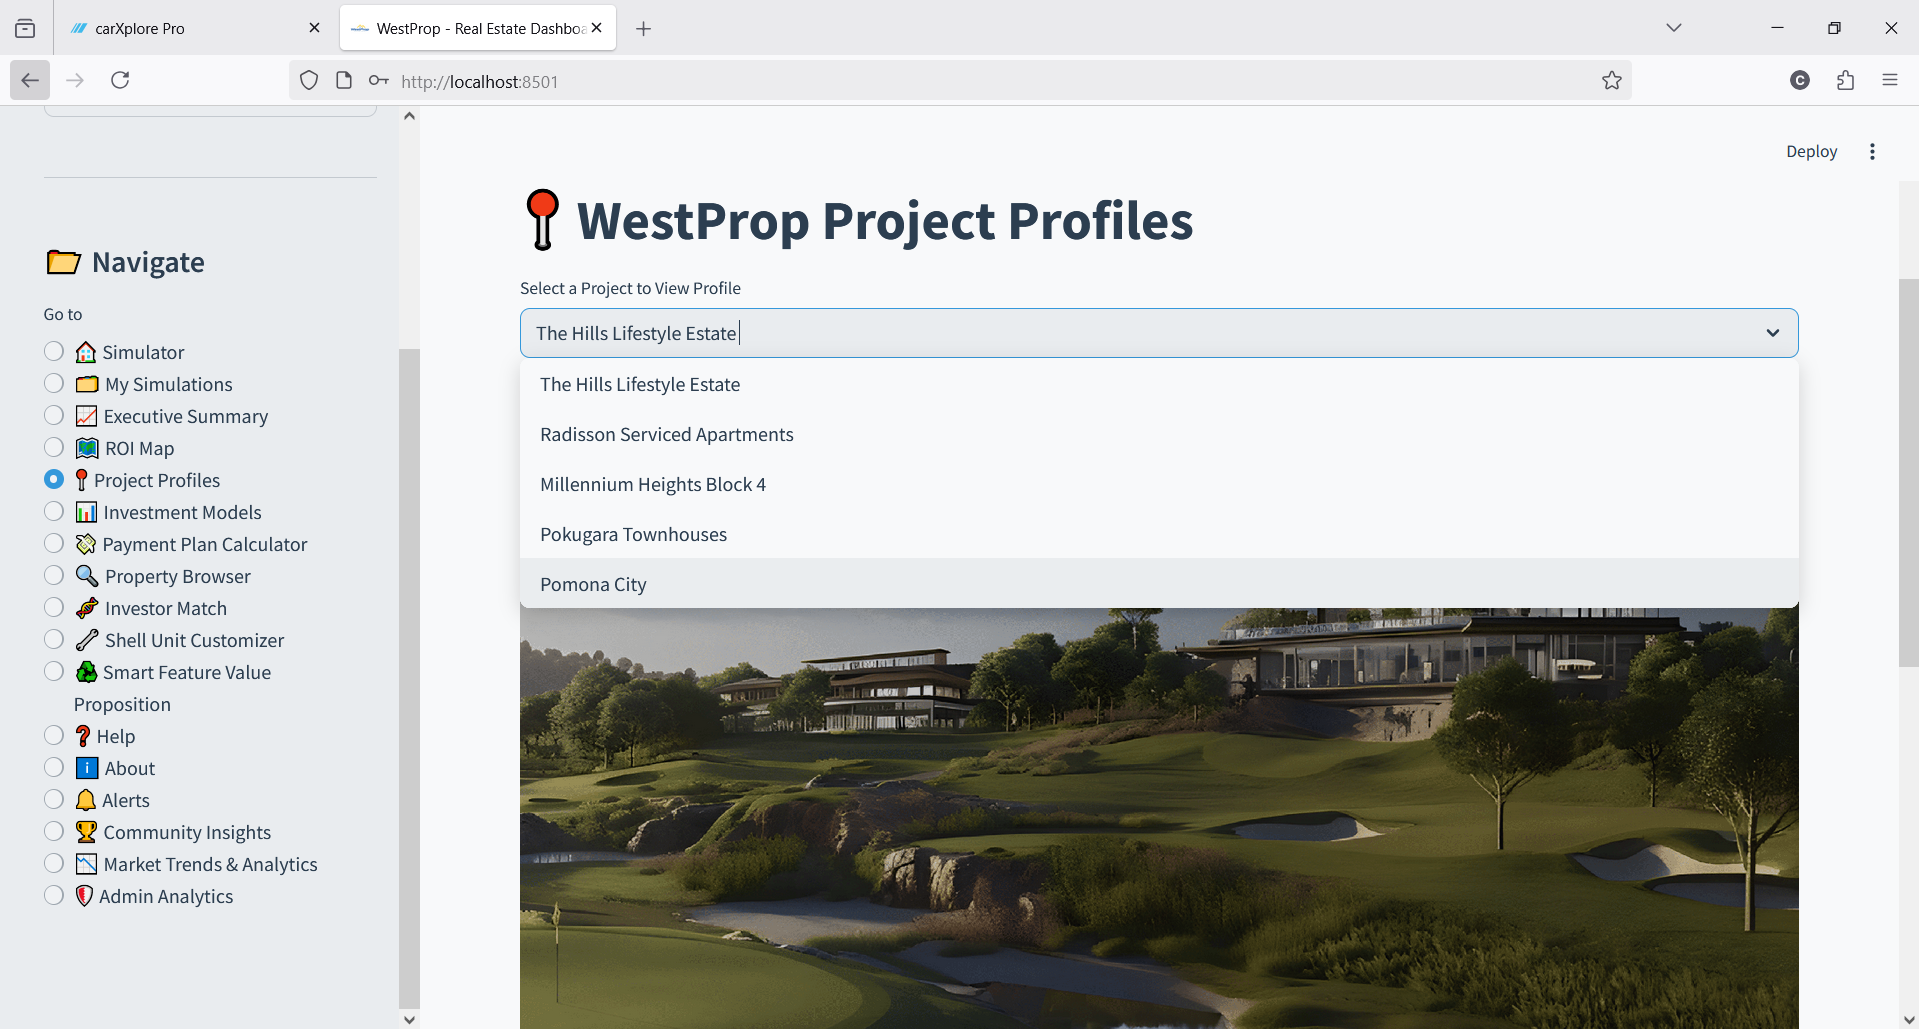 carXplore Pro
WestProp - Real Estate Dashboa
http://localhost:8501
C
Deploy
Navigate
Go to
Simulator
My Simulations
Executive Summary
ROI Map
Project Profiles
Investment Models
Payment Plan Calculator
Property Browser
Investor Match
Shell Unit Customizer
Smart Feature Value
Proposition
Help
About
Alerts
Community Insights
Market Trends & Analytics
Admin Analytics
WestProp Project Profiles
Select a Project to View Profile
The Hills Lifestyle Estate
The Hills Lifestyle Estate
Radisson Serviced Apartments
Millennium Heights Block 4
Pokugara Townhouses
Pomona City